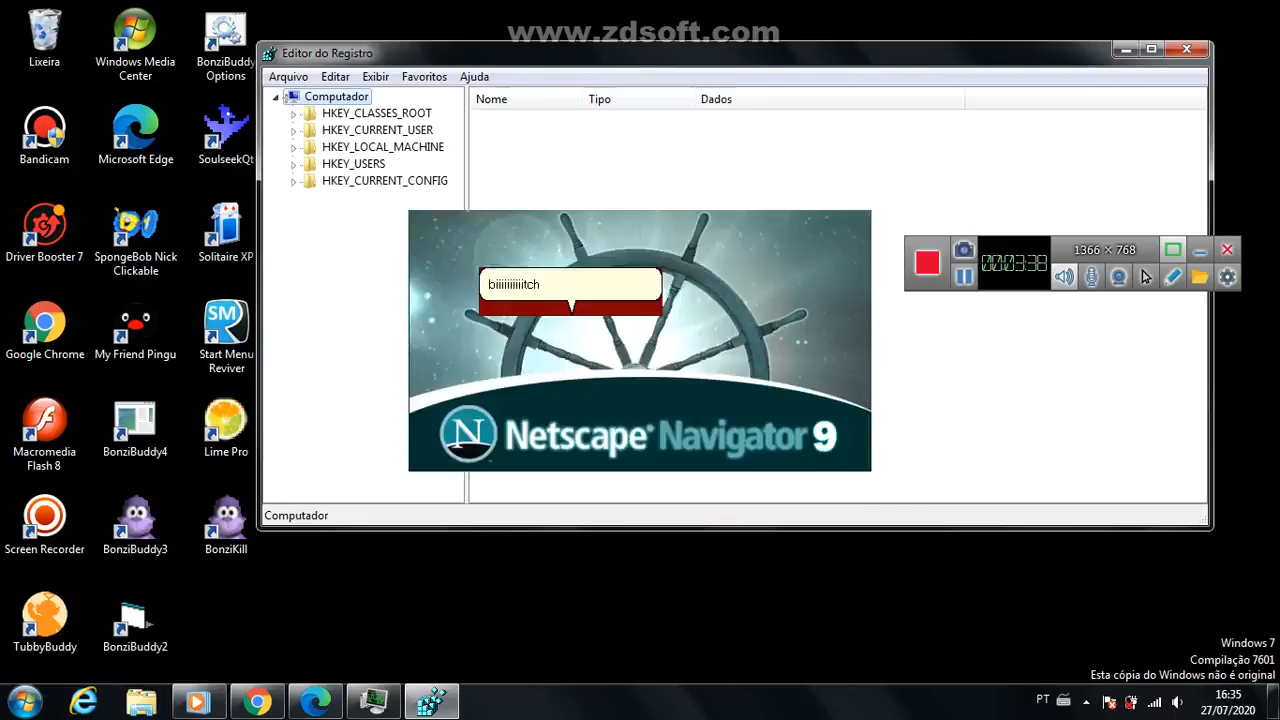 www.zdsoft.com
Lixeira
Windows Media
Center
BonziBuddy
Options
Bandicam
Microsoft Edge
SoulseekQt
Driver Booster 7
SpongeBob Nick
Clickable
Solitaire XP
Google Chrome
My Friend Pingu
SM
Start Menu
Reviver
Macromedia
Flash 8
BonziBuddy4
Lime Pro
Screen Recorder
BonziBuddy3
BonziKill
TubbyBuddy
BonziBuddy2
Editor do Registro
Arquivo Editar Exibir Favoritos Ajuda
Computador
Nome Tipo Dados
HKEY_CLASSES_ROOT
HKEY_CURRENT_USER
HKEY_LOCAL_MACHINE
HKEY_USERS
HKEY_CURRENT_CONFIG
biiiiiiiiiitch
N Netscape® Navigator 9
Computador
000:3:38
1366 × 768
Windows 7
Compilação 7601
Esta cópia do Windows não é original
PT
16:35
27/07/2020